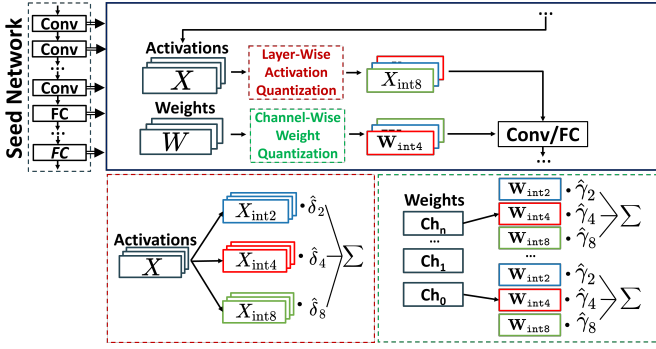 Seed Network
Conv
Conv
...
Conv
FC
...
FC
...
Activations
X
Layer-Wise
Activation
Quantization
X_int8
Weights
W
Channel-Wise
Weight
Quantization
W_int4
Conv/FC
...
Activations
X
X_int2 · δ̂_2
X_int4 · δ̂_4
X_int8 · δ̂_8
∑
Weights
Ch_n
...
Ch_1
Ch_0
W_int2 · γ̂_2
W_int4 · γ̂_4
W_int8 · γ̂_8
∑
...
W_int2 · γ̂_2
W_int4 · γ̂_4
W_int8 · γ̂_8
∑